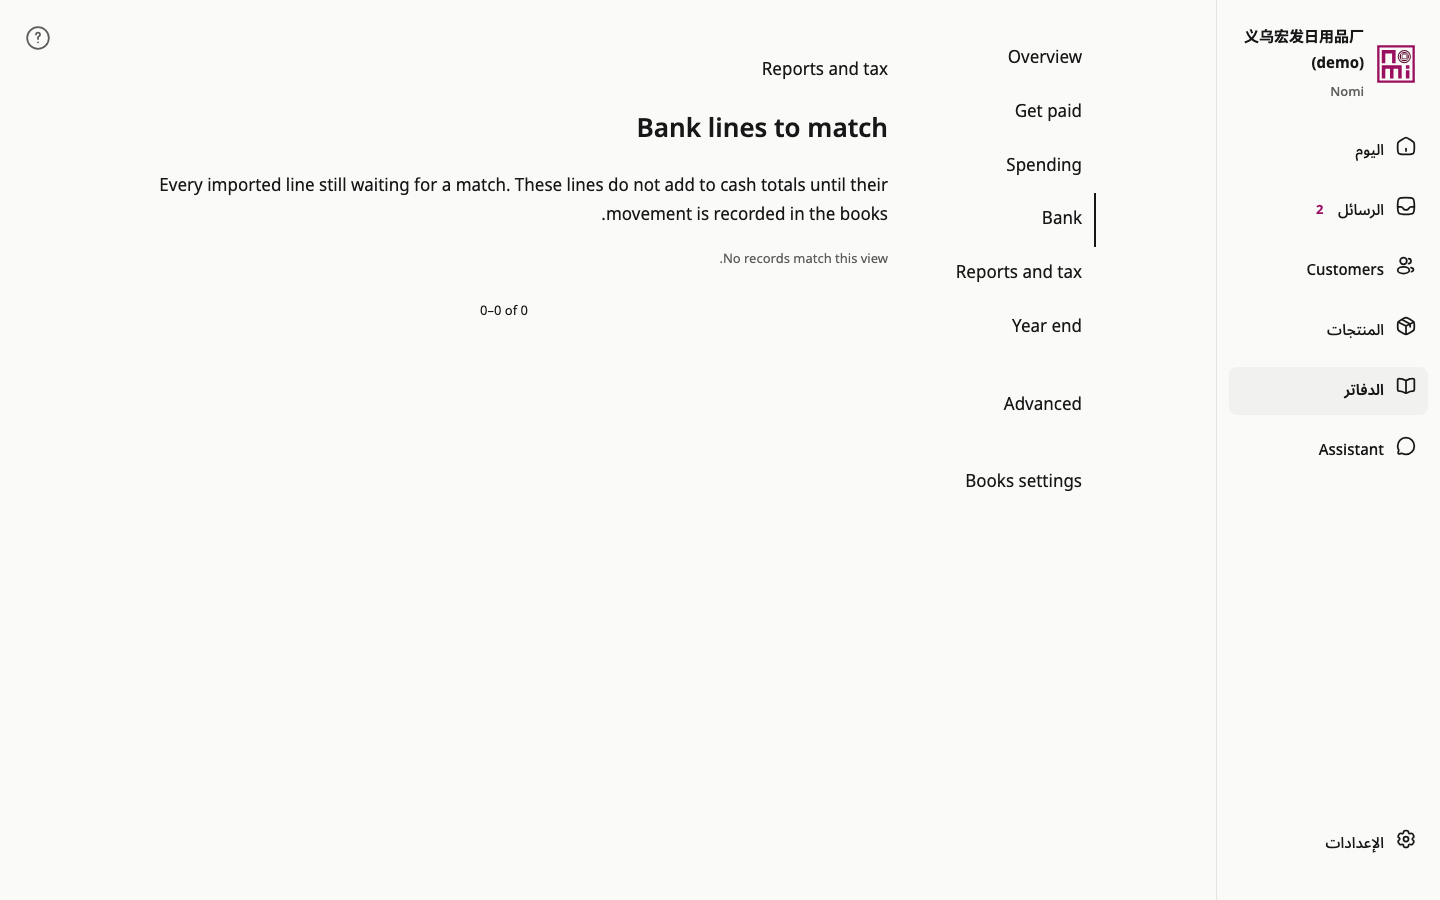 义乌宏发日用品厂
(demo)
Nomi
اليوم
الرسائل 2
Customers
المنتجات
الدفاتر
Assistant
الإعدادات
Overview
Get paid
Spending
Bank
Reports and tax
Year end
Advanced
Books settings
Reports and tax
Bank lines to match
Every imported line still waiting for a match. These lines do not add to cash totals until their
movement is recorded in the books.
No records match this view.
0–0 of 0